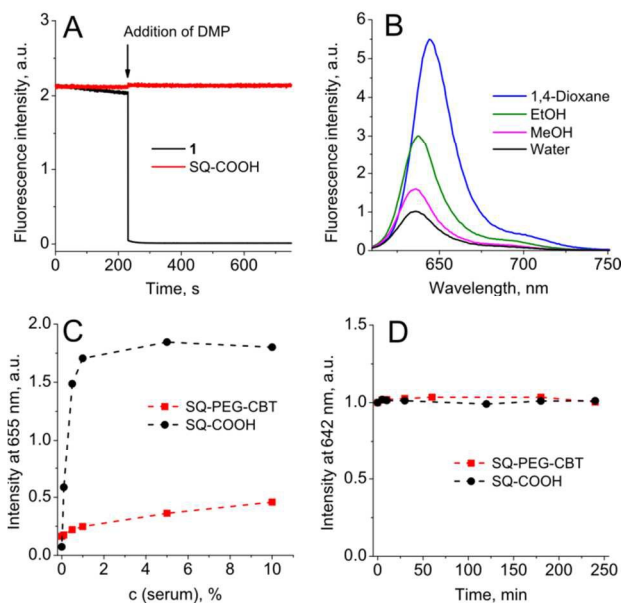 A
Addition of DMP
Fluorescence intensity, a.u.
3
2
1
0
1
SQ-COOH
0 200 400 600
Time, s
B
Fluorescence intensity, a.u.
6
5
4
3
2
1
0
1,4-Dioxane
EtOH
MeOH
Water
650 700 750
Wavelength, nm
C
Intensity at 655 nm, a.u.
2.0
1.5
1.0
0.5
0.0
SQ-PEG-CBT
SQ-COOH
0 2 4 6 8 10
c (serum), %
D
Intensity at 642 nm, a.u.
1.5
1.0
0.5
0.0
SQ-PEG-CBT
SQ-COOH
0 50 100 150 200 250
Time, min